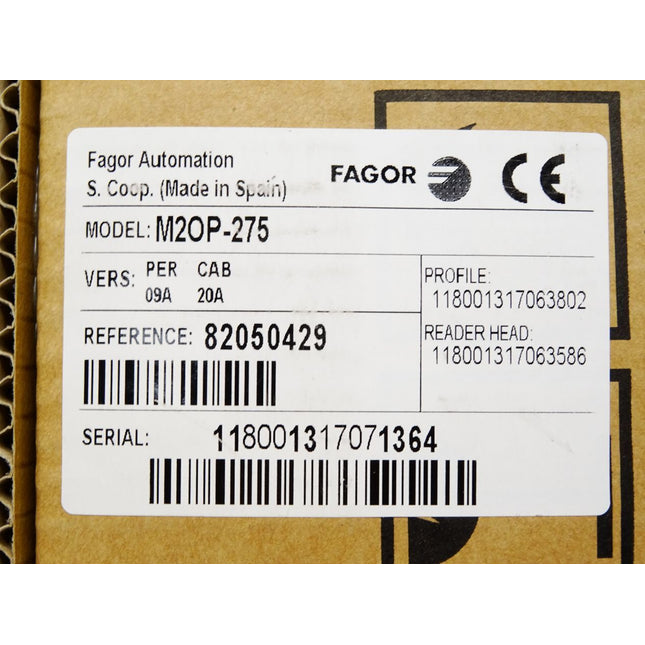 Fagor Automation
S. Coop. (Made in Spain)
FAGOR CE
MODEL: M2OP-275
VERS: PER CAB
09A 20A
PROFILE:
118001317063802
REFERENCE: 82050429
READER HEAD:
118001317063586
SERIAL: 118001317071364